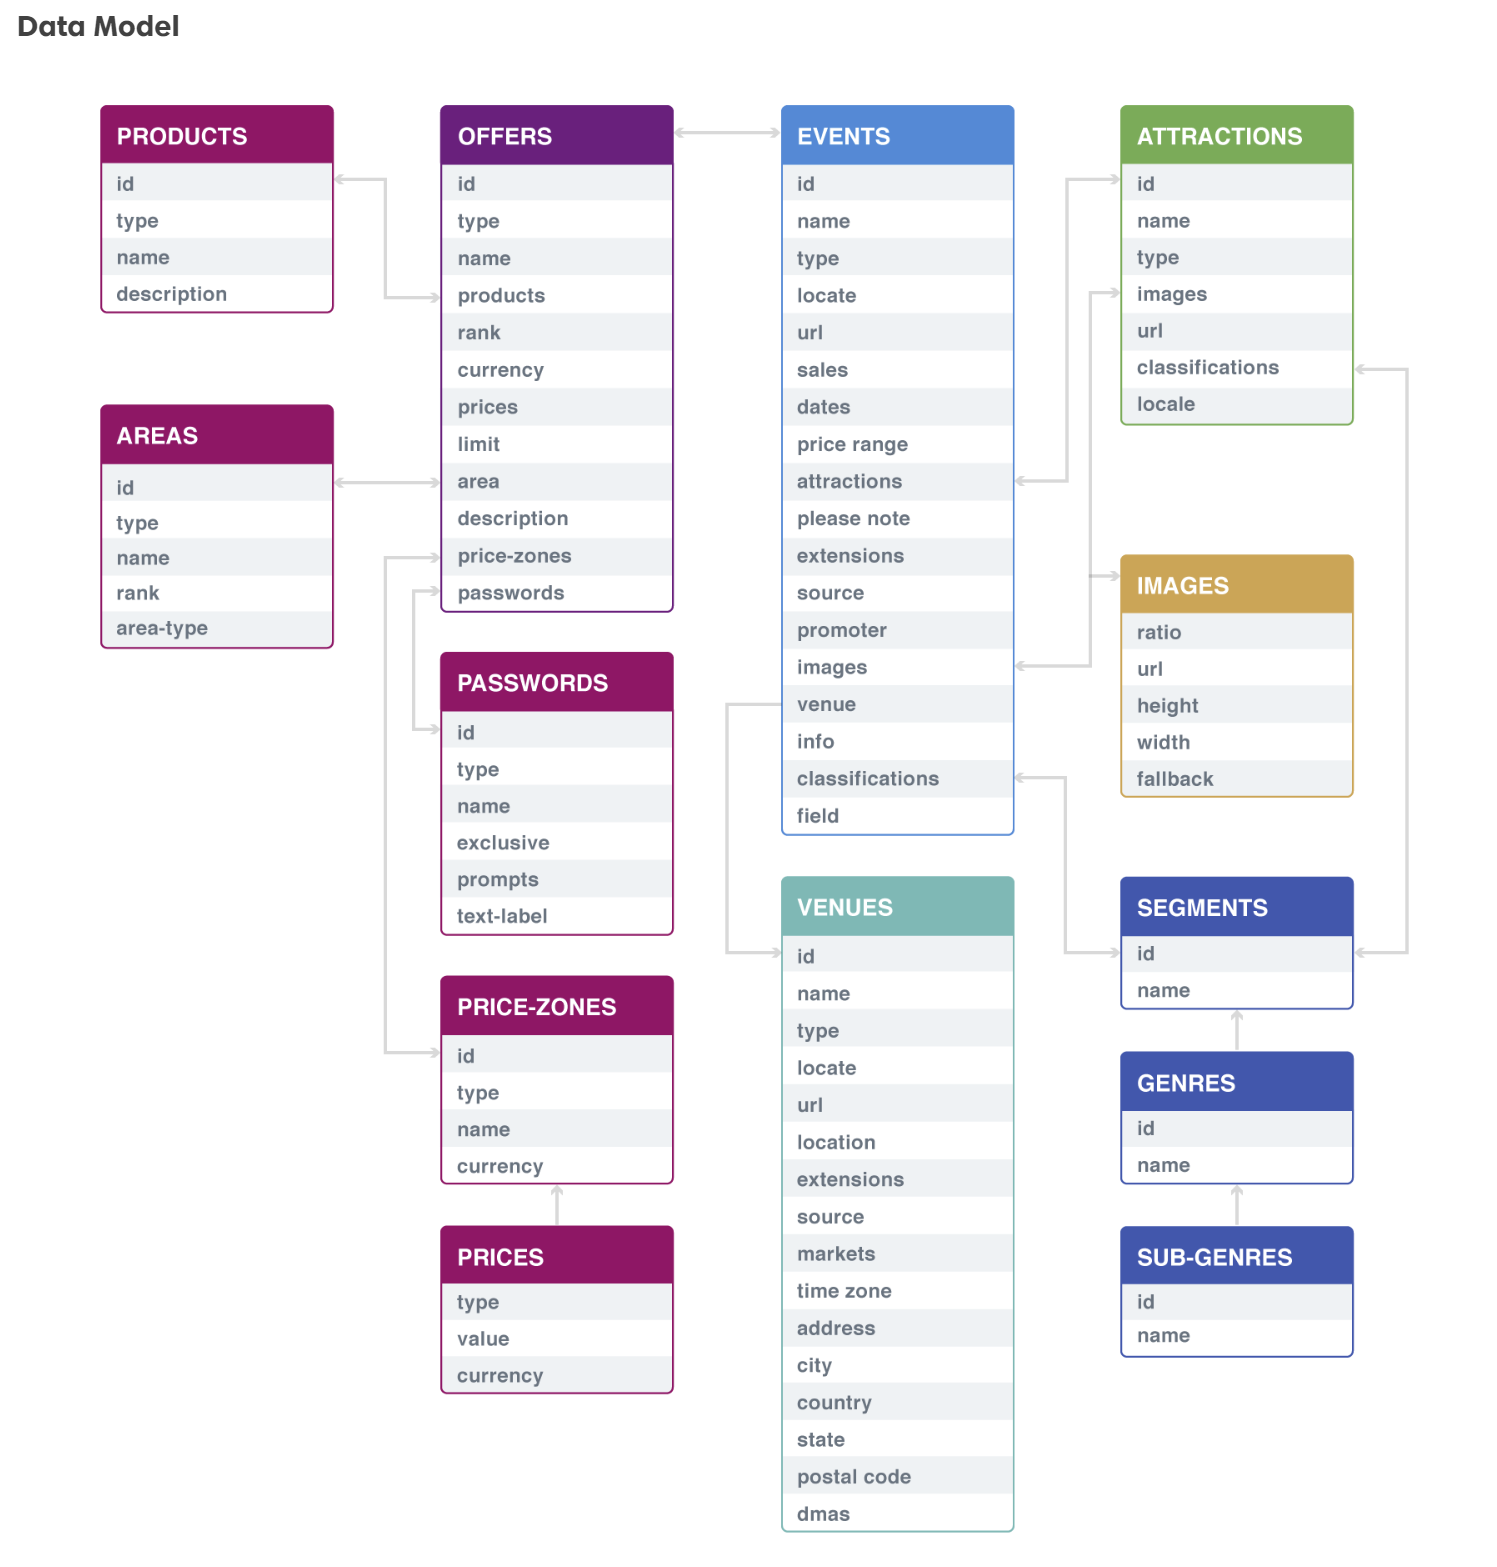 Data Model
PRODUCTS
id
type
name
description
AREAS
id
type
name
rank
area-type
OFFERS
id
type
name
products
rank
currency
prices
limit
area
description
price-zones
passwords
PASSWORDS
id
type
name
exclusive
prompts
text-label
PRICE-ZONES
id
type
name
currency
PRICES
type
value
currency
EVENTS
id
name
type
locate
url
sales
dates
price range
attractions
please note
extensions
source
promoter
images
venue
info
classifications
field
VENUES
id
name
type
locate
url
location
extensions
source
markets
time zone
address
city
country
state
postal code
dmas
ATTRACTIONS
id
name
type
images
url
classifications
locale
IMAGES
ratio
url
height
width
fallback
SEGMENTS
id
name
GENRES
id
name
SUB-GENRES
id
name